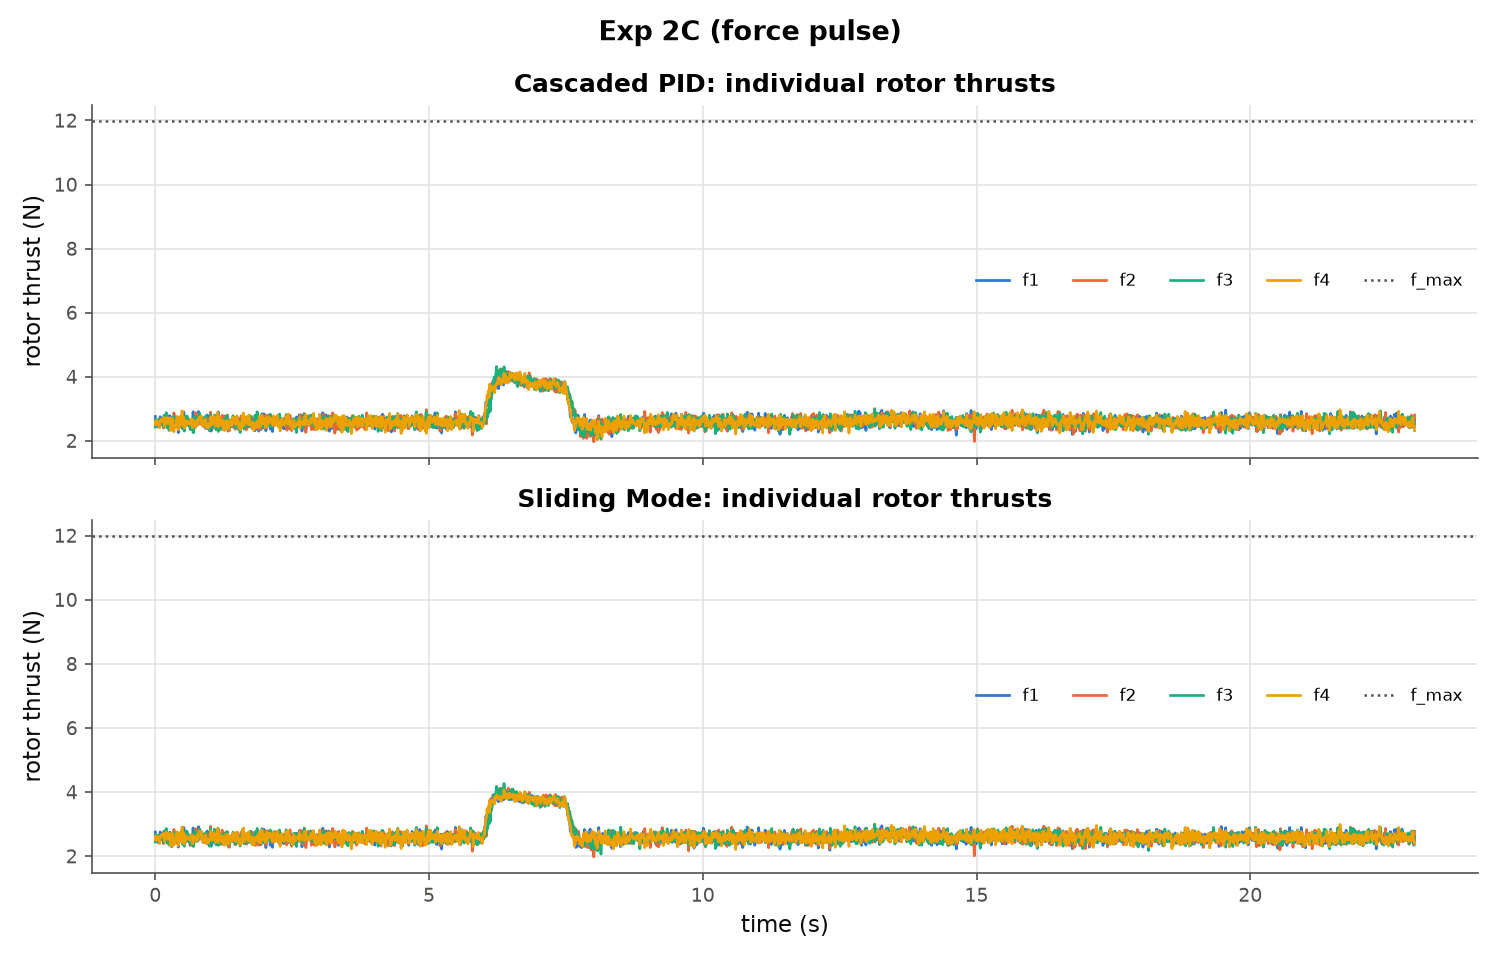 Exp 2C (force pulse)
Cascaded PID: individual rotor thrusts
12
10
8
6
4
2
rotor thrust (N)
f1 f2 f3 f4 f_max
Sliding Mode: individual rotor thrusts
12
10
8
6
4
2
rotor thrust (N)
f1 f2 f3 f4 f_max
0 5 10 15 20
time (s)